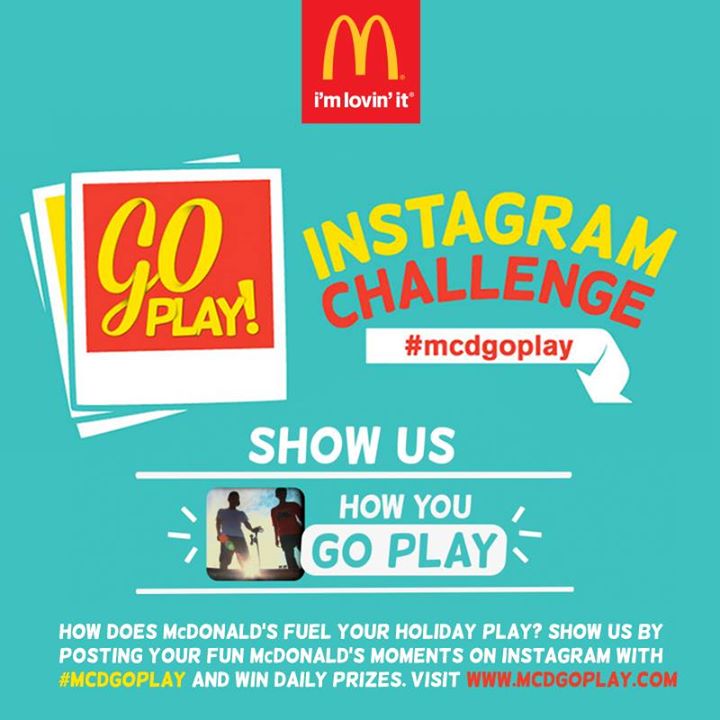 i'm lovin' it®
GO
PLAY!
INSTAGRAM
CHALLENGE
#mcdgoplay
SHOW US
HOW YOU
GO PLAY
HOW DOES McDONALD'S FUEL YOUR HOLIDAY PLAY? SHOW US BY
POSTING YOUR FUN McDONALD'S MOMENTS ON INSTAGRAM WITH
#MCDGOPLAY AND WIN DAILY PRIZES. VISIT WWW.MCDGOPLAY.COM